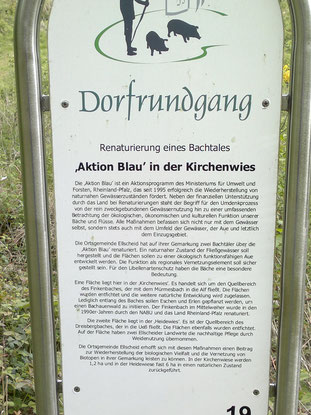 Dorfrundgang
Renaturierung eines Bachtales
‚Aktion Blau' in der Kirchenwies
Die ‚Aktion Blau' ist ein Aktionsprogramm des Ministeriums für Umwelt und
Forsten, Rheinland-Pfalz, das seit 1995 erfolgreich die Wiederherstellung von
naturnahen Gewässerzuständen fördert. Neben der finanziellen Unterstützung
durch das Land bei Renaturierungen steht der Begriff für den Umdenkprozess
von der rein zweckgebundenen Gewässernutzung hin zu einer umfassenden
Betrachtung der ökologischen, ökonomischen und kulturellen Funktion unserer
Bäche und Flüsse. Alle Maßnahmen befassen sich nicht nur mit dem Gewässer
selbst, sondern stets auch mit dem Umfeld der Gewässer, der Aue und letztlich
dem Einzugsgebiet.
Die Ortsgemeinde Ellscheid hat auf ihrer Gemarkung zwei Bachtäler über die
‚Aktion Blau' renaturiert. Ein naturnaher Zustand der Fließgewässer soll
hergestellt und die Flächen sollen zu einer ökologisch funktionsfähigen Aue
entwickelt werden. Die Funktion als regionales Vernetzungselement soll sicher
gestellt sein. Für den Libellenartenschutz haben die Bäche eine besondere
Bedeutung.
Eine Fläche liegt hier in der ‚Kirchenwies'. Es handelt sich um den Quellbereich
des Finkenbaches, der mit dem Mürmesbach in die Alf fließt. Die Flächen
wurden entfichtet und die weitere natürliche Entwicklung wird zugelassen.
Lediglich entlang des Baches sollen Eschen und Erlen gepflanzt werden, um
einen Bachauenwald zu initiieren. Der Finkenbach im Mittelweiher wurde in den
1990er Jahren durch den NABU und das Land Rheinland-Pfalz renaturiert.
Die zweite Fläche liegt in der ‚Heidewies'. Es ist der Quellbereich des
Dreesbergbaches, der in die Ueß fließt. Die Flächen ebenfalls wurden entfichtet.
Auf der Fläche haben zwei Ellscheider Landwirte die nachhaltige Pflege durch
Weidenutzung übernommen.
Die Ortsgemeinde Ellscheid erhofft sich mit diesen Maßnahmen einen Beitrag
zur Wiederherstellung der biologischen Vielfalt und die Vernetzung von
Biotopen in ihrer Gemarkung leisten zu können. In der Kirchenwiese werden
1,2 ha und in der Heidewiese fast 6 ha in einen natürlichen Zustand
zurückgeführt.
19